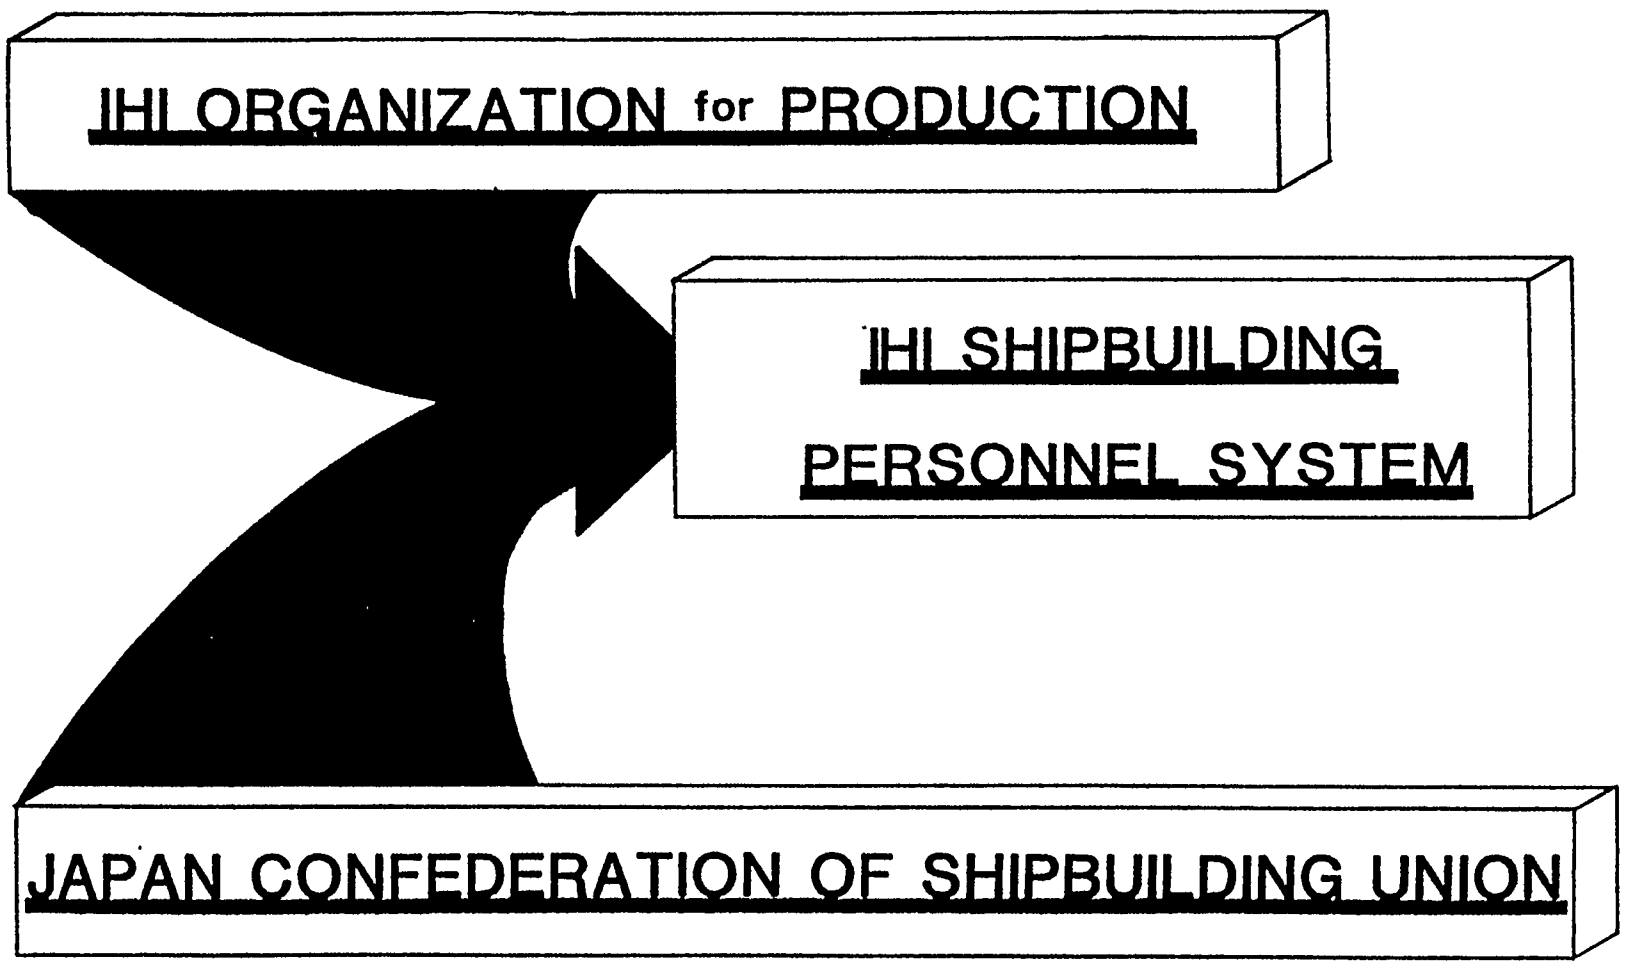 IHI ORGANIZATION for PRODUCTION
IHI SHIPBUILDING
PERSONNEL SYSTEM
JAPAN CONFEDERATION OF SHIPBUILDING UNION